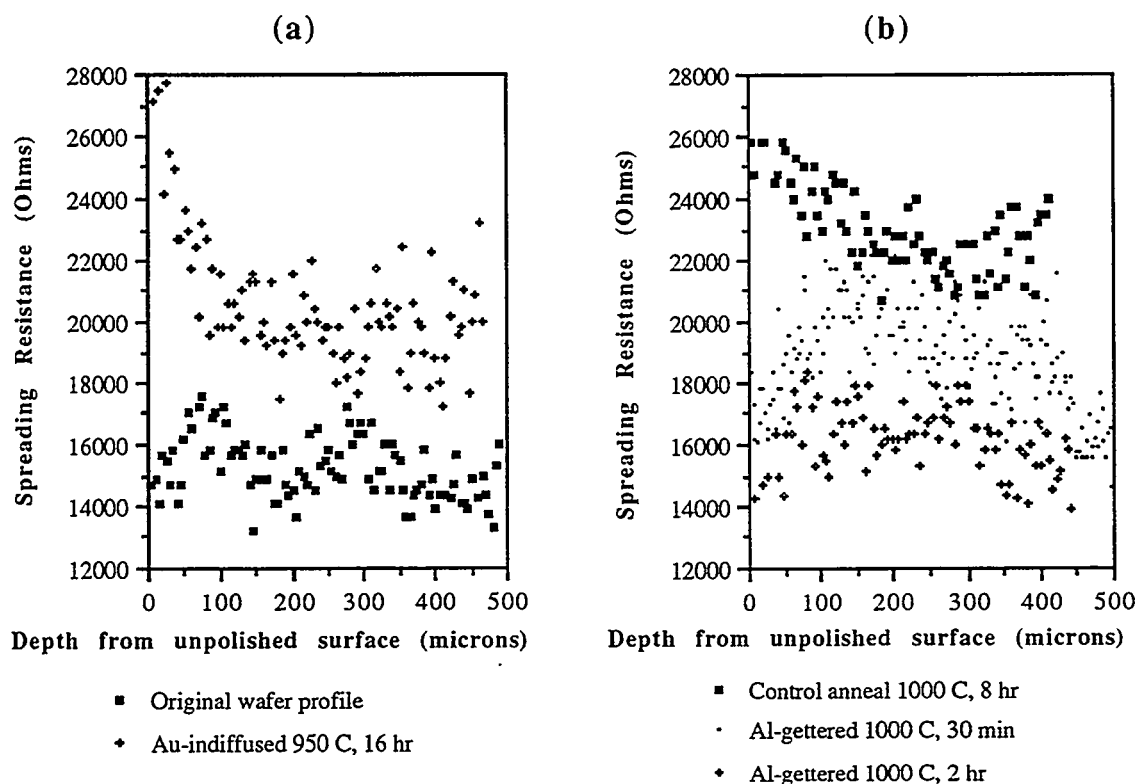 (a)
28000
26000
24000
22000
20000
18000
16000
14000
12000
Spreading Resistance (Ohms)
0 100 200 300 400 500
Depth from unpolished surface (microns)
Original wafer profile
Au-indiffused 950 C, 16 hr
(b)
28000
26000
24000
22000
20000
18000
16000
14000
12000
Spreading Resistance (Ohms)
0 100 200 300 400 500
Depth from unpolished surface (microns)
Control anneal 1000 C, 8 hr
Al-gettered 1000 C, 30 min
Al-gettered 1000 C, 2 hr